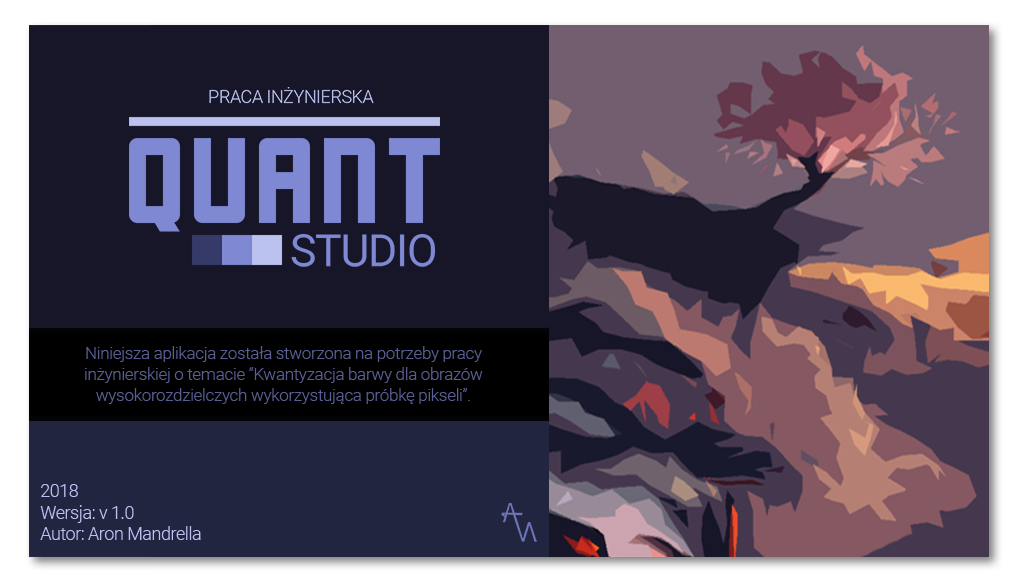 PRACA INŻYNIERSKA
QUANT
STUDIO
Niniejsza aplikacja została stworzona na potrzeby pracy
inżynierskiej o temacie “Kwantyzacja barwy dla obrazów
wysokorozdzielczych wykorzystująca próbkę pikseli”.
2018
Wersja: v 1.0
Autor: Aron Mandrella